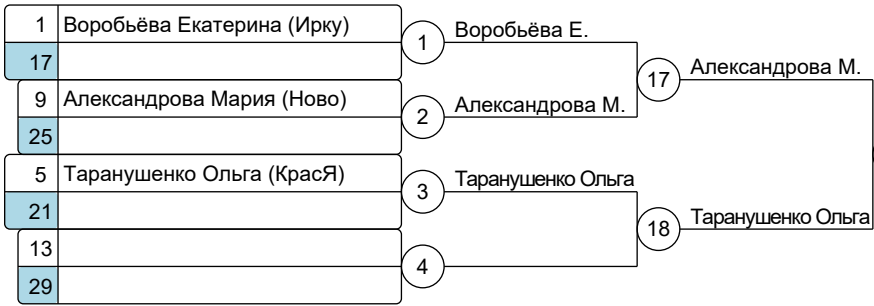 1 Воробьёва Екатерина (Ирку)
1 Воробьёва Е.
17
17 Александрова М.
9 Александрова Мария (Ново)
2 Александрова М.
25
5 Таранушенко Ольга (КрасЯ)
3 Таранушенко Ольга
21
18 Таранушенко Ольга
13
4
29